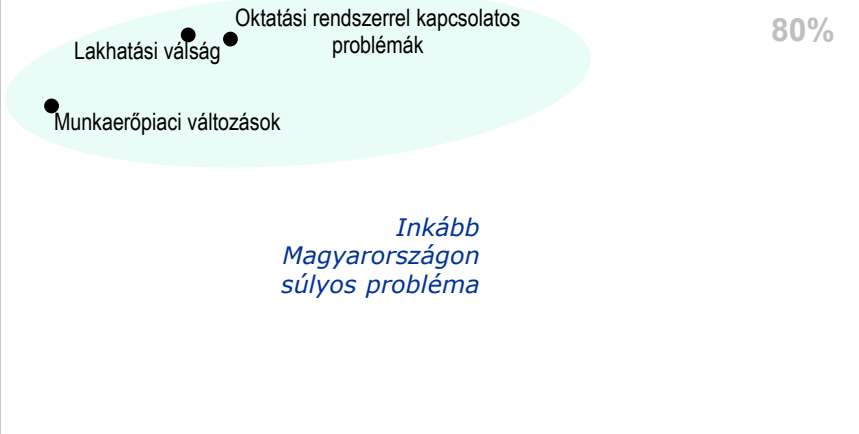 Oktatási rendszerrel kapcsolatos
problémák
80%
Lakhatási válság
Munkaerőpiaci változások
Inkább
Magyarországon
súlyos probléma